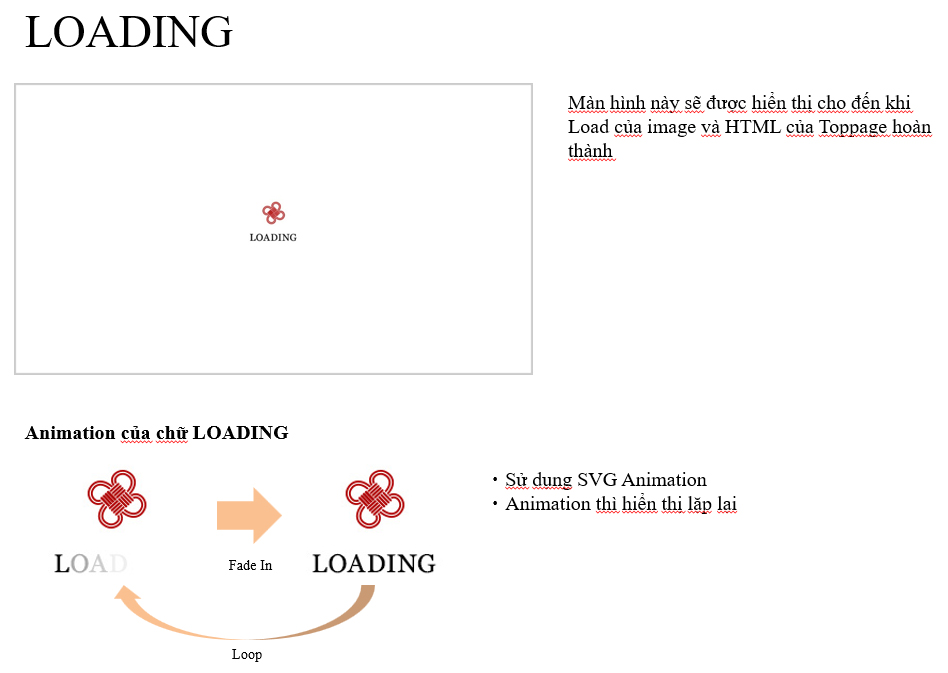 LOADING
Màn hình này sẽ được hiển thị cho đến khi
Load của image và HTML của Toppage hoàn
thành
LOADING
Animation của chữ LOADING
・Sử dụng SVG Animation
・Animation thì hiển thị lặp lại
LOAD
Fade In
LOADING
Loop